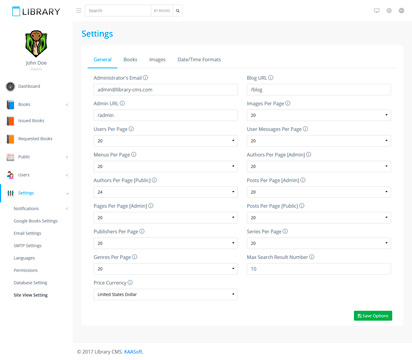 LIBRARY
Search
BY BOOKS
John Doe
Dashboard
Books
Issued Books
Requested Books
Public
Users
Settings
Notifications
Google Books Settings
Email Settings
SMTP Settings
Languages
Permissions
Database Setting
Site View Setting
Settings
General Books Images Date/Time Formats
Administrator's Email Blog URL
admin@library-cms.com /blog
Admin URL Images Per Page
/admin 20
Users Per Page User Messages Per Page
20 20
Menus Per Page Authors Per Page [Admin]
20 20
Authors Per Page [Public] Posts Per Page [Admin]
24 20
Pages Per Page [Admin] Posts Per Page [Public]
20 20
Publishers Per Page Series Per Page
20 20
Genres Per Page Max Search Result Number
20 10
Price Currency
United States Dollar
Save Options
© 2017 Library CMS. KAASoft.